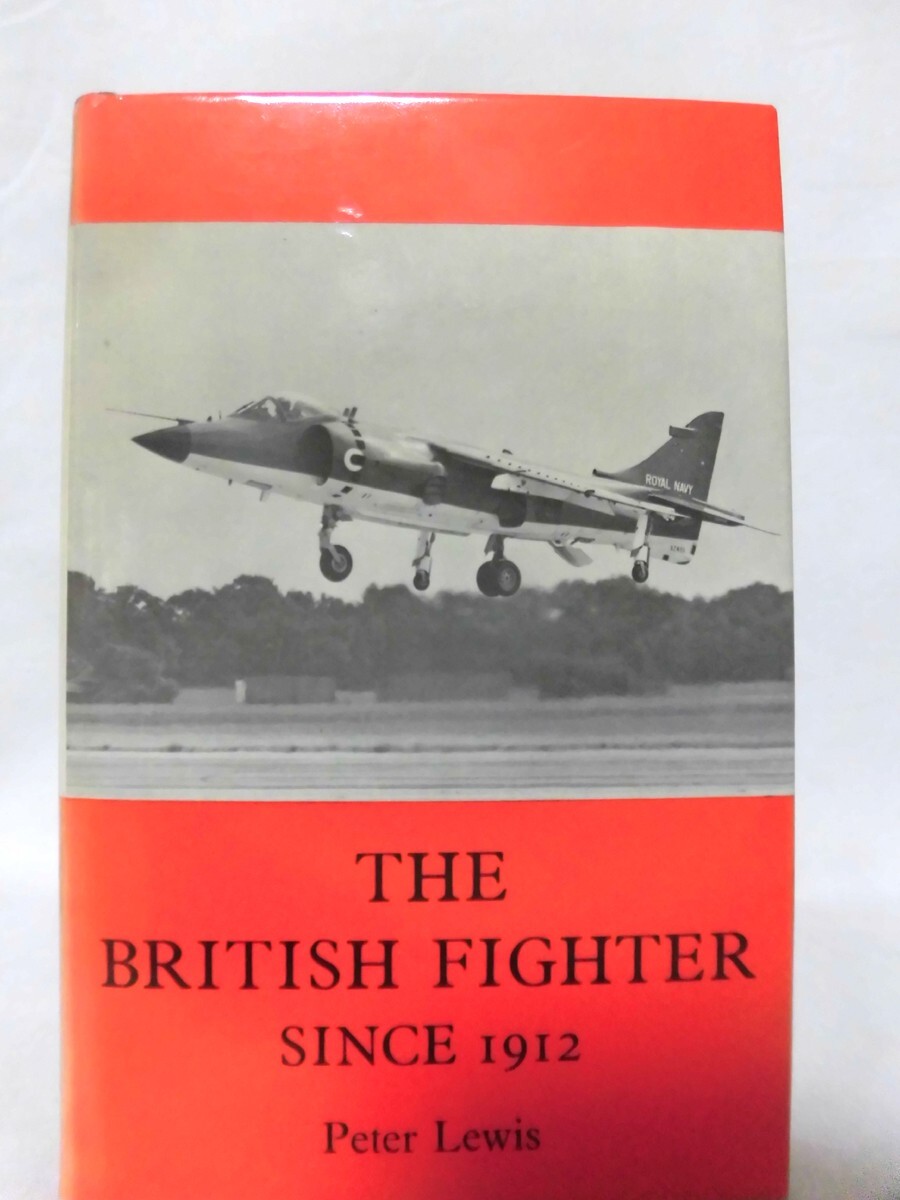 ROYAL NAVY
THE
BRITISH FIGHTER
SINCE 1912
Peter Lewis